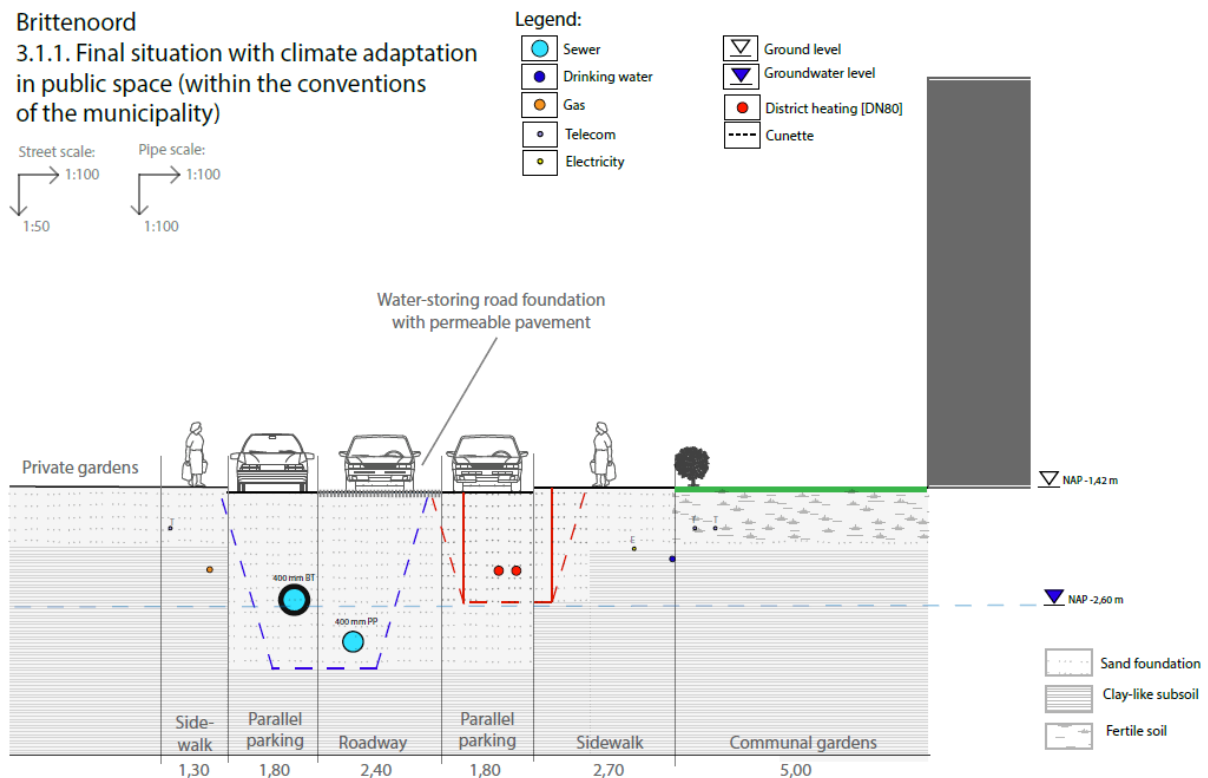 Brittenoord
3.1.1. Final situation with climate adaptation
in public space (within the conventions
of the municipality)
Street scale:
1:100
1:50
Pipe scale:
1:100
1:100
Legend:
Sewer
Drinking water
Gas
Telecom
Electricity
Ground level
Groundwater level
District heating [DN80]
Cunette
Water-storing road foundation
with permeable pavement
Private gardens
NAP -1,42 m
T
T
T
E
400 mm BT
400 mm PP
NAP -2,60 m
Sand foundation
Clay-like subsoil
Fertile soil
Side-
walk
Parallel
parking
Roadway
Parallel
parking
Sidewalk
Communal gardens
1,30
1,80
2,40
1,80
2,70
5,00